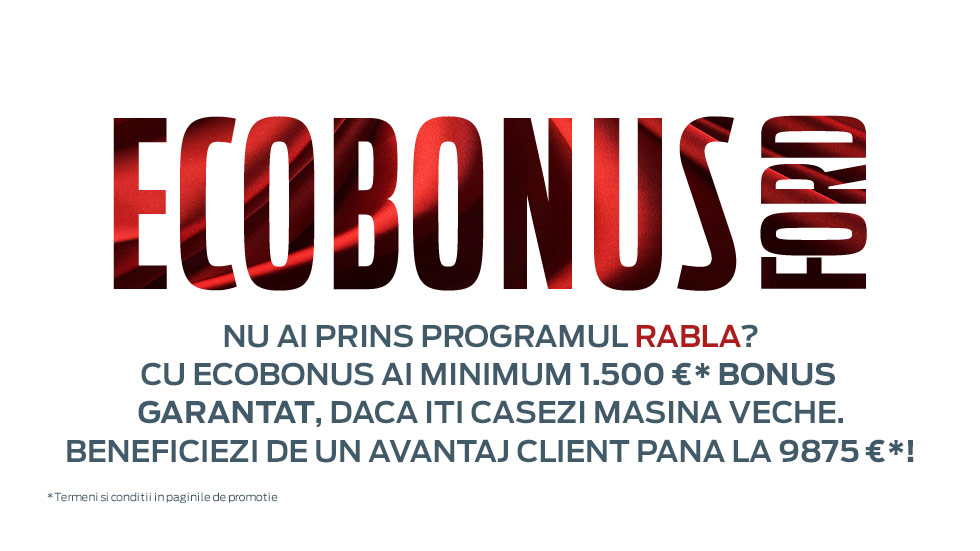 ECOBONUS FORD
NU AI PRINS PROGRAMUL RABLA?
CU ECOBONUS AI MINIMUM 1.500 €* BONUS
GARANTAT, DACA ITI CASEZI MASINA VECHE.
BENEFICIEZI DE UN AVANTAJ CLIENT PANA LA 9875 €*!
*Termeni si conditii in paginile de promotie